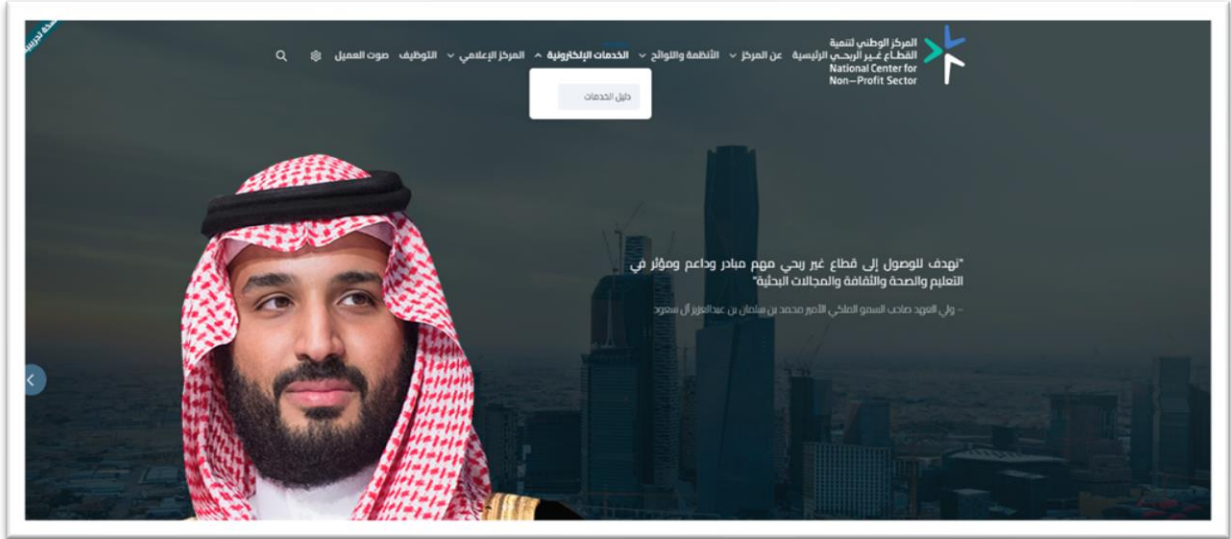 نسخة تجريبية
المركز الوطني لتنمية
القطاع غير الربحي
National Center for
Non–Profit Sector
الرئيسية
عن المركز
الأنظمة واللوائح
الخدمات الإلكترونية
المركز الإعلامي
التوظيف
صوت العميل
دليل الخدمات
"نهدف للوصول إلى قطاع غير ربحي مهم مبادر وداعم ومؤثر في
التعليم والصحة والثقافة والمجالات البحثية"
– ولي العهد صاحب السمو الملكي الأمير محمد بن سلمان بن عبدالعزيز آل سعود